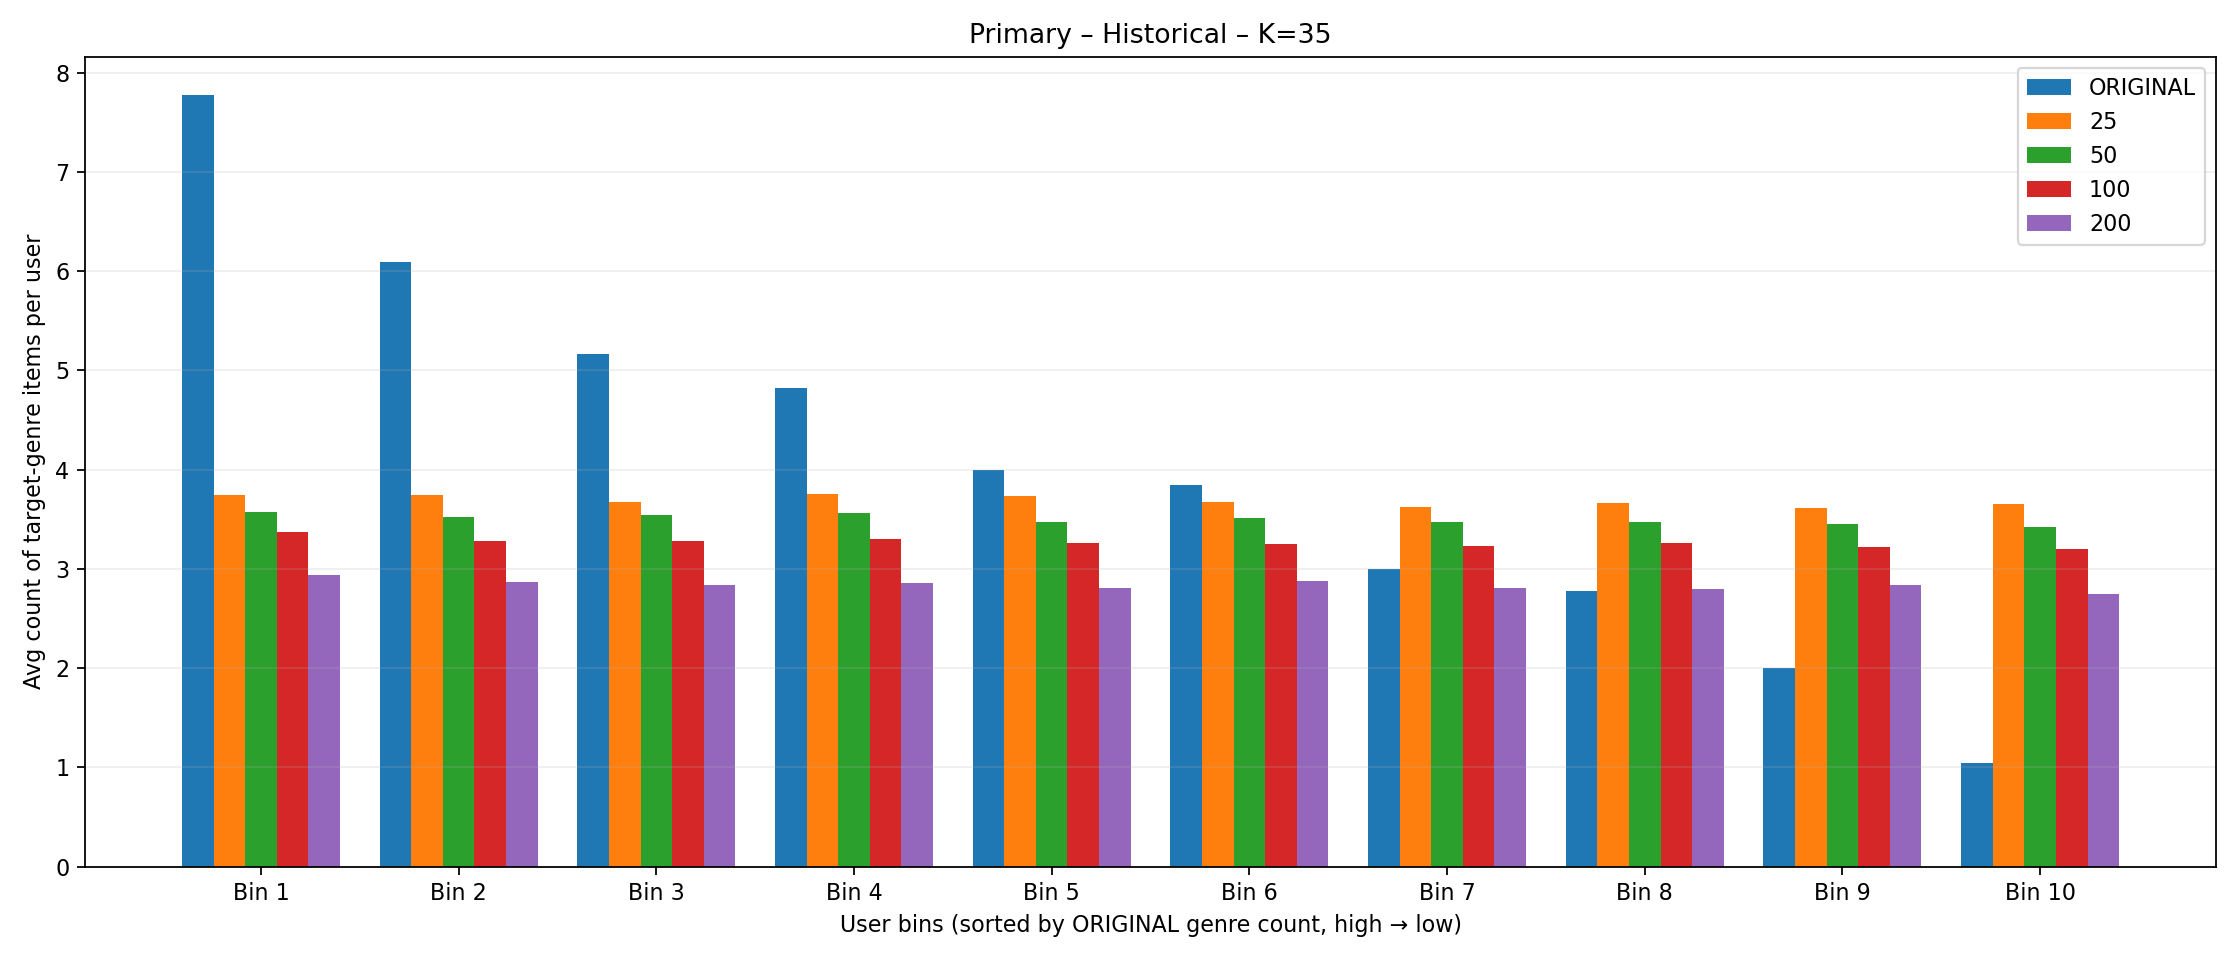 Primary – Historical – K=35
ORIGINAL
25
50
100
200
Avg count of target-genre items per user
8
7
6
5
4
3
2
1
0
Bin 1 Bin 2 Bin 3 Bin 4 Bin 5 Bin 6 Bin 7 Bin 8 Bin 9 Bin 10
User bins (sorted by ORIGINAL genre count, high → low)